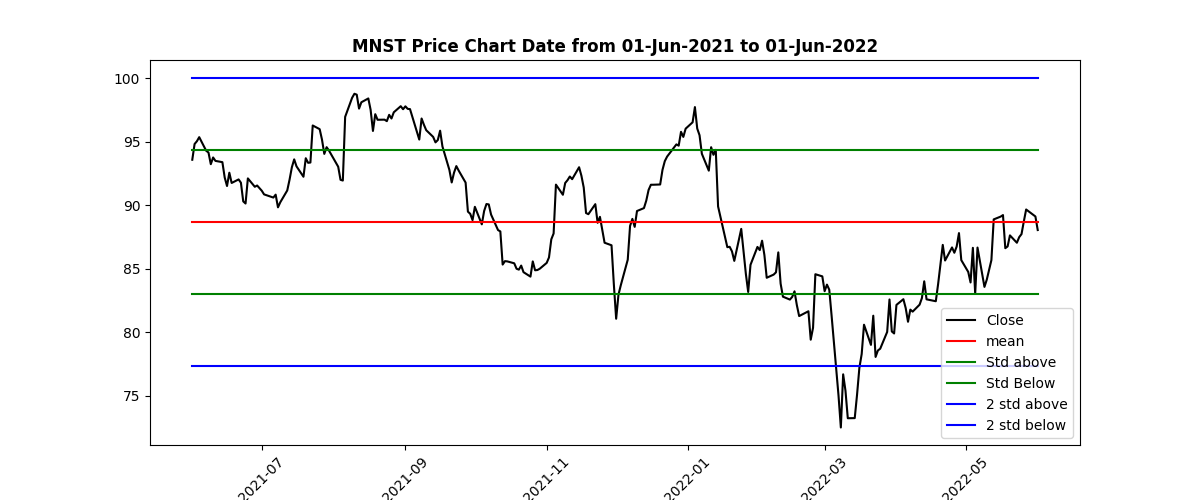 MNST Price Chart Date from 01-Jun-2021 to 01-Jun-2022
100
95
90
85
80
75
Close
mean
Std above
Std Below
2 std above
2 std below
2021-07
2021-09
2021-11
2022-01
2022-03
2022-05